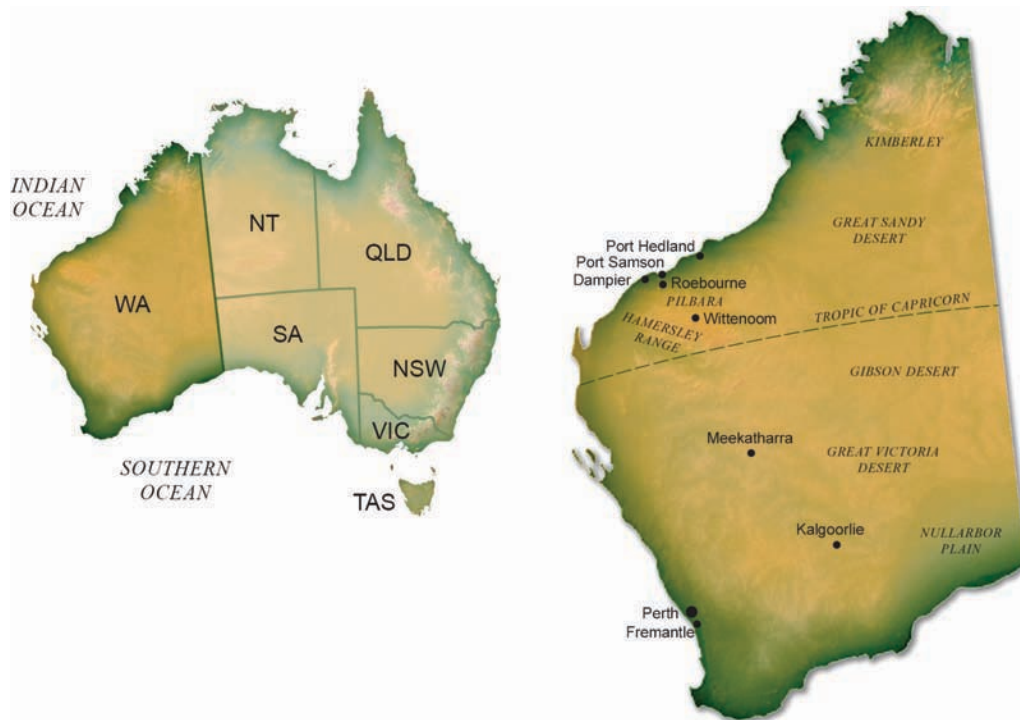 INDIAN
OCEAN
NT
QLD
WA
SA
NSW
VIC
SOUTHERN
OCEAN
TAS
KIMBERLEY
GREAT SANDY
DESERT
Port Hedland
Port Samson
Dampier
Roebourne
PILBARA
Wittenoom
HAMERSLEY
RANGE
TROPIC OF CAPRICORN
GIBSON DESERT
Meekatharra
GREAT VICTORIA
DESERT
Kalgoorlie
NULLARBOR
PLAIN
Perth
Fremantle